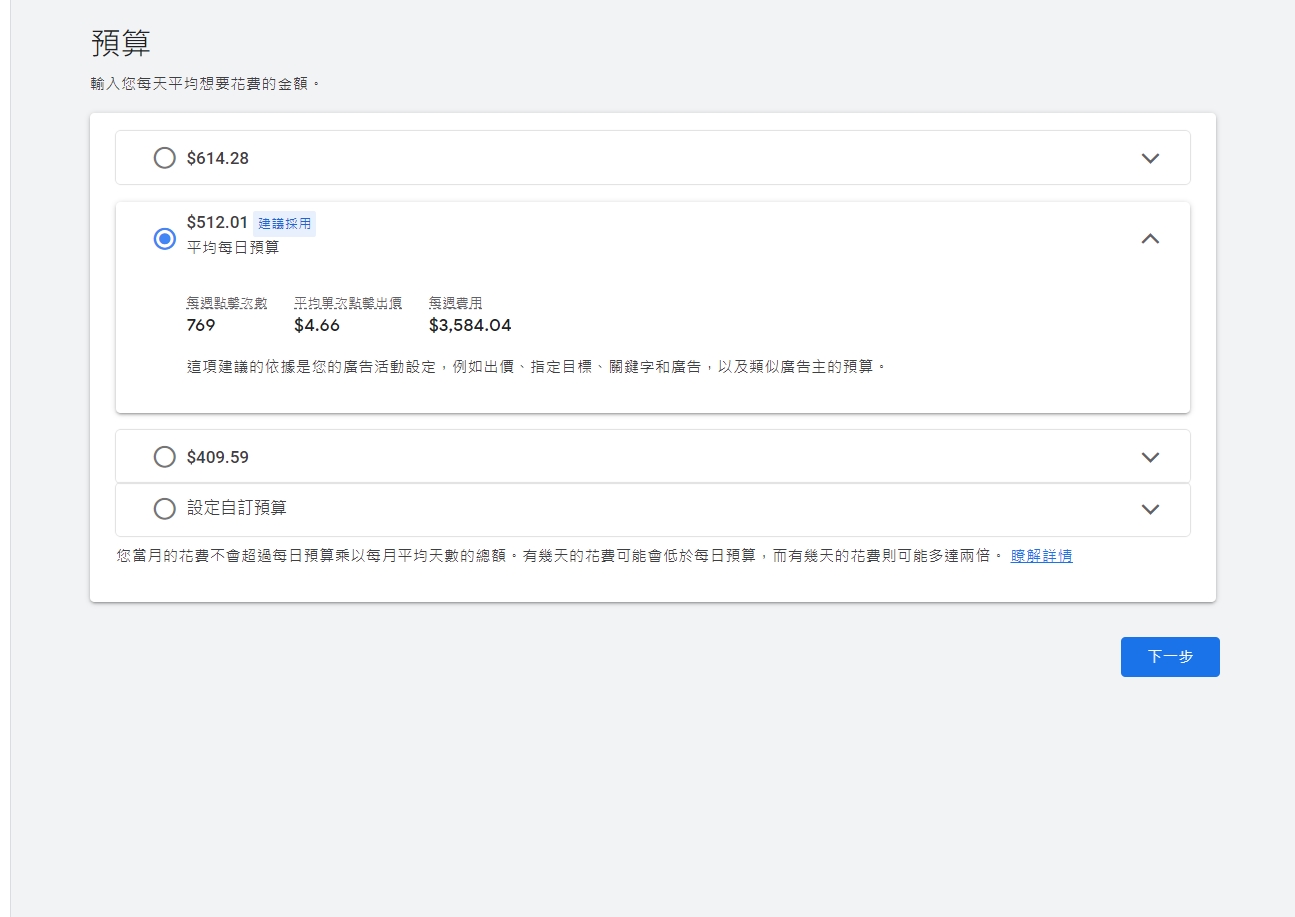 預算
輸入您每天平均想要花費的金額。
$614.28
$512.01 建議採用
平均每日預算
每週點擊次數 平均單次點擊出價 每週費用
769 $4.66 $3,584.04
這項建議的依據是您的廣告活動設定，例如出價、指定目標、關鍵字和廣告，以及類似廣告主的預算。
$409.59
設定自訂預算
您當月的花費不會超過每日預算乘以每月平均天數的總額。有幾天的花費可能會低於每日預算，而有幾天的花費則可能多達兩倍。 瞭解詳情
下一步